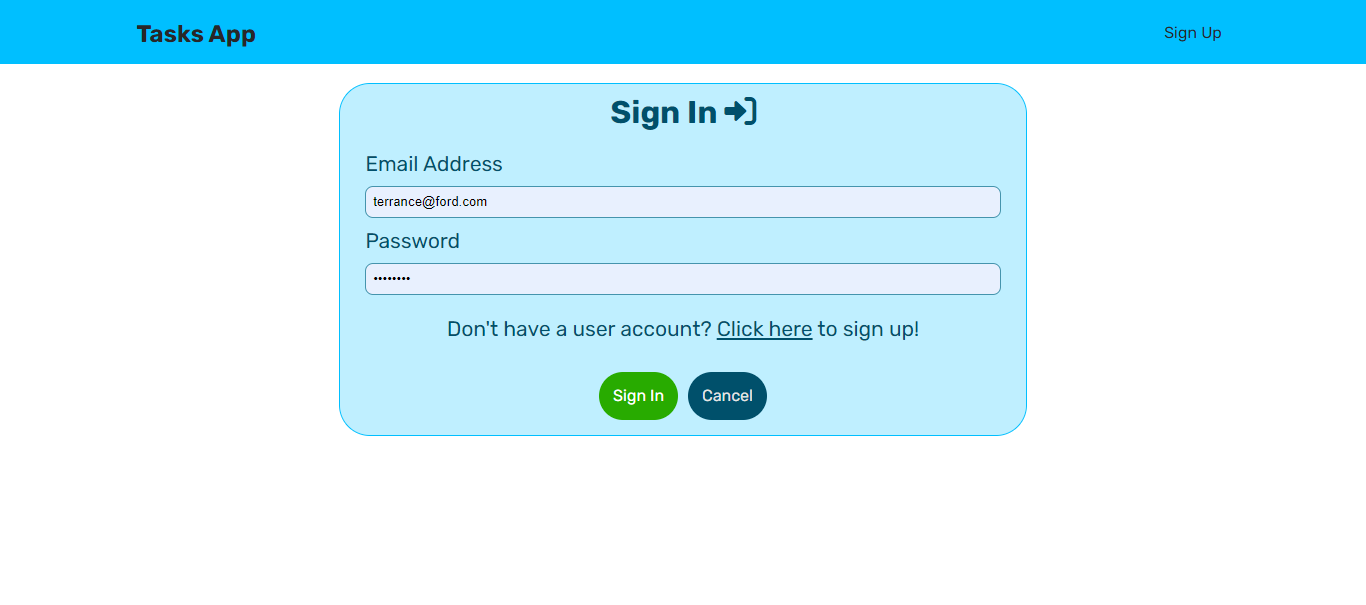 Tasks App
Sign Up
Sign In
Email Address
terrance@ford.com
Password
••••••••
Don't have a user account? Click here to sign up!
Sign In
Cancel